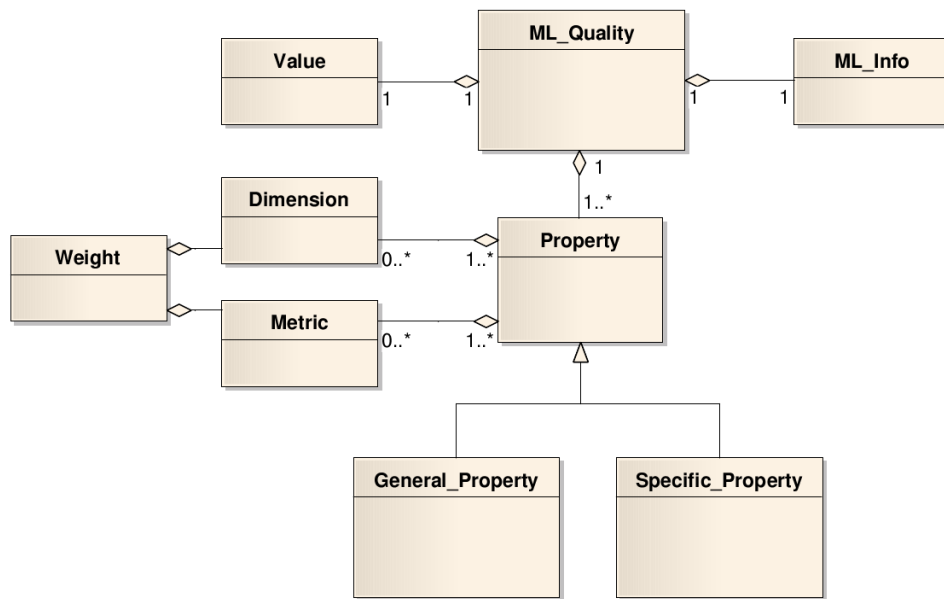 ML_Quality
Value
ML_Info
1
1
1
1
1
1..*
Dimension
Property
Weight
0..*
1..*
Metric
0..*
1..*
General_Property
Specific_Property